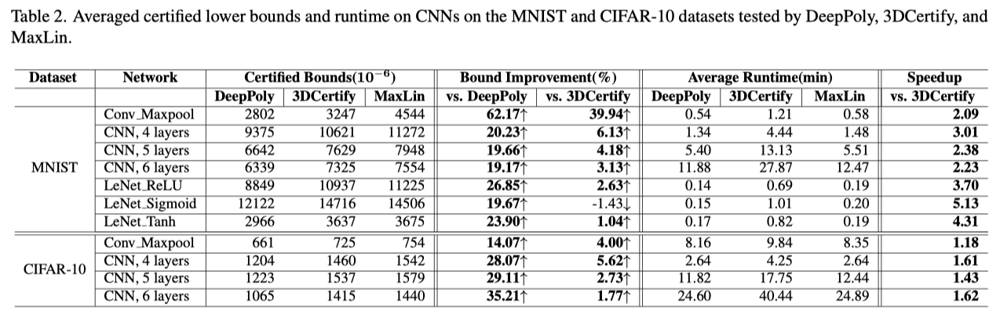 Table 2. Averaged certified lower bounds and runtime on CNNs on the MNIST and CIFAR-10 datasets tested by DeepPoly, 3DCertify, and
MaxLin.
Dataset Network Certified Bounds(10⁻⁶) Bound Improvement(%) Average Runtime(min) Speedup
DeepPoly 3DCertify MaxLin vs. DeepPoly vs. 3DCertify DeepPoly 3DCertify MaxLin vs. 3DCertify
MNIST
Conv_Maxpool 2802 3247 4544 62.17↑ 39.94↑ 0.54 1.21 0.58 2.09
CNN, 4 layers 9375 10621 11272 20.23↑ 6.13↑ 1.34 4.44 1.48 3.01
CNN, 5 layers 6642 7629 7948 19.66↑ 4.18↑ 5.40 13.13 5.51 2.38
CNN, 6 layers 6339 7325 7554 19.17↑ 3.13↑ 11.88 27.87 12.47 2.23
LeNet_ReLU 8849 10937 11225 26.85↑ 2.63↑ 0.14 0.69 0.19 3.70
LeNet_Sigmoid 12122 14716 14506 19.67↑ -1.43↓ 0.15 1.01 0.20 5.13
LeNet_Tanh 2966 3637 3675 23.90↑ 1.04↑ 0.17 0.82 0.19 4.31
CIFAR-10
Conv_Maxpool 661 725 754 14.07↑ 4.00↑ 8.16 9.84 8.35 1.18
CNN, 4 layers 1204 1460 1542 28.07↑ 5.62↑ 2.64 4.25 2.64 1.61
CNN, 5 layers 1223 1537 1579 29.11↑ 2.73↑ 11.82 17.75 12.44 1.43
CNN, 6 layers 1065 1415 1440 35.21↑ 1.77↑ 24.60 40.44 24.89 1.62